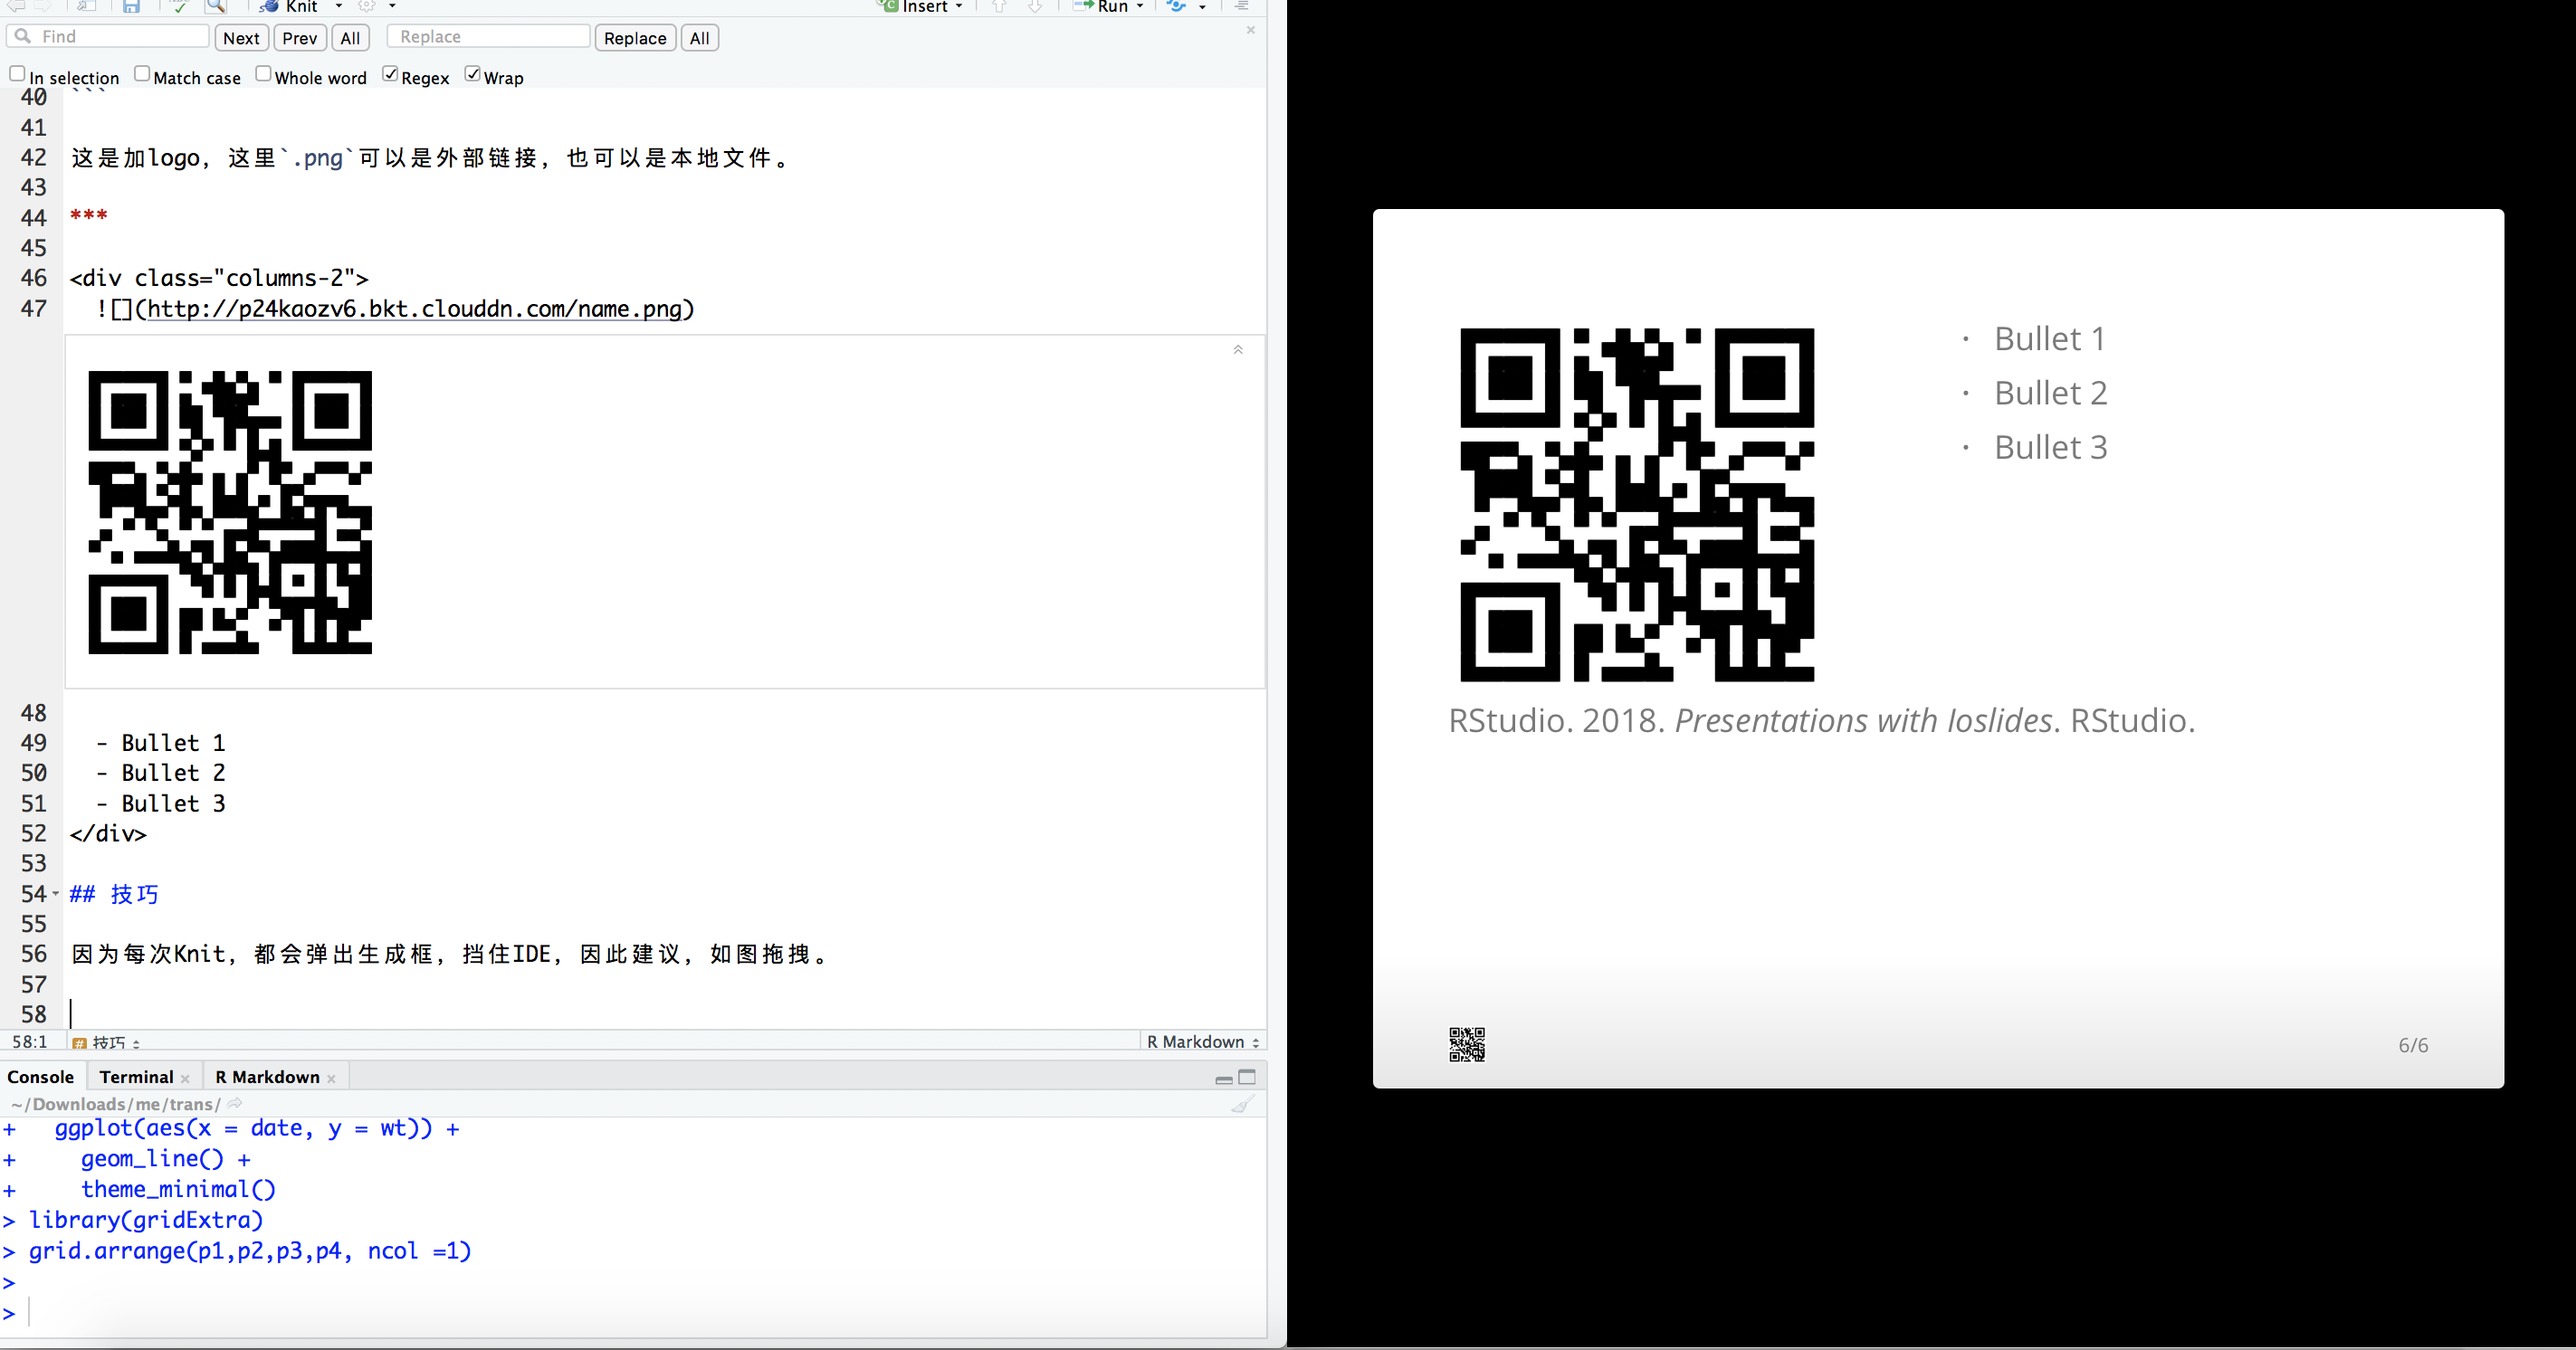 Knit
Insert
Run
Find
Next
Prev
All
Replace
Replace
All
In selection
Match case
Whole word
Regex
Wrap
40 ```
41
42 这是加logo, 这里`.png`可以是外部链接, 也可以是本地文件。
43
44 ***
45
46 <div class="columns-2">
47 ![](http://p24kaozv6.bkt.clouddn.com/name.png)
48
49 - Bullet 1
50 - Bullet 2
51 - Bullet 3
52 </div>
53
54 ## 技巧
55
56 因为每次Knit, 都会弹出生成框, 挡住IDE, 因此建议, 如图拖拽。
57
58
58:1
# 技巧
R Markdown
Console
Terminal
R Markdown
~/Downloads/me/trans/
+ ggplot(aes(x = date, y = wt)) +
+ geom_line() +
+ theme_minimal()
> library(gridExtra)
> grid.arrange(p1,p2,p3,p4, ncol =1)
>
>
· Bullet 1
· Bullet 2
· Bullet 3
RStudio. 2018. Presentations with Ioslides. RStudio.
6/6